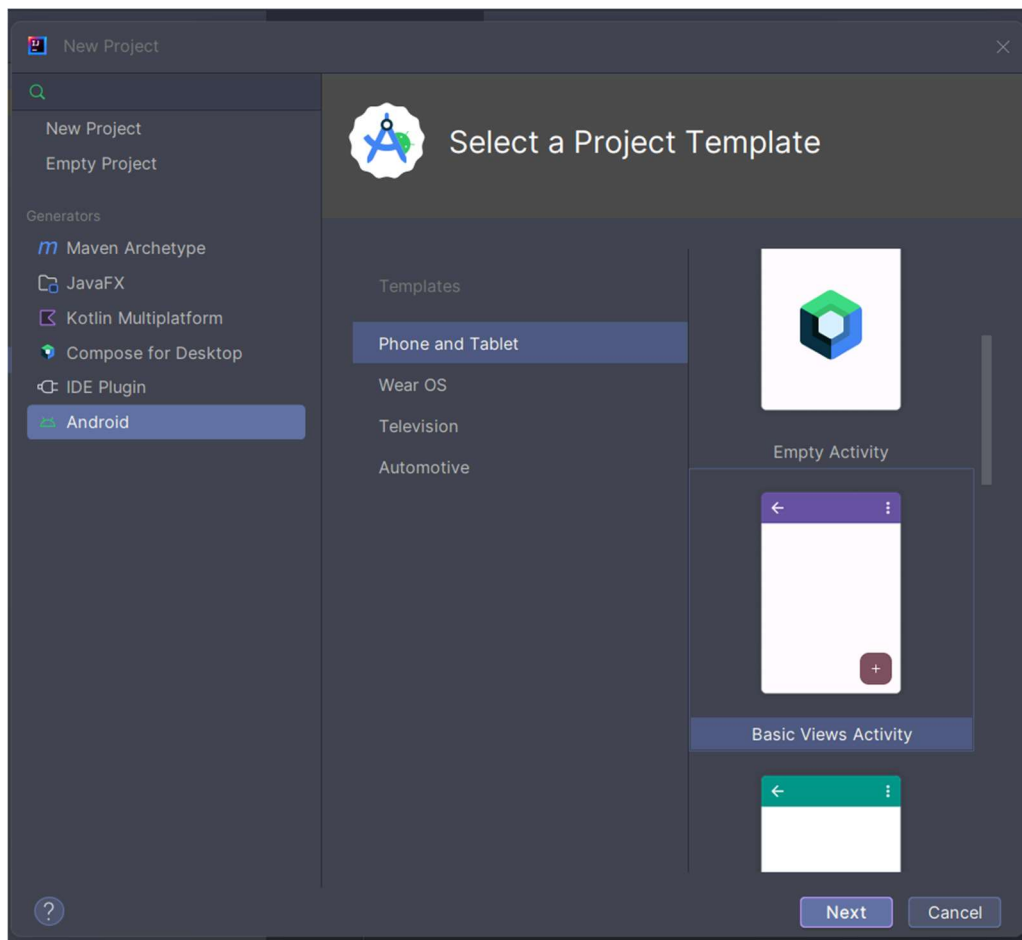 New Project
New Project
Empty Project
Generators
Maven Archetype
JavaFX
Kotlin Multiplatform
Compose for Desktop
IDE Plugin
Android
Select a Project Template
Templates
Phone and Tablet
Wear OS
Television
Automotive
Empty Activity
Basic Views Activity
?
Next
Cancel